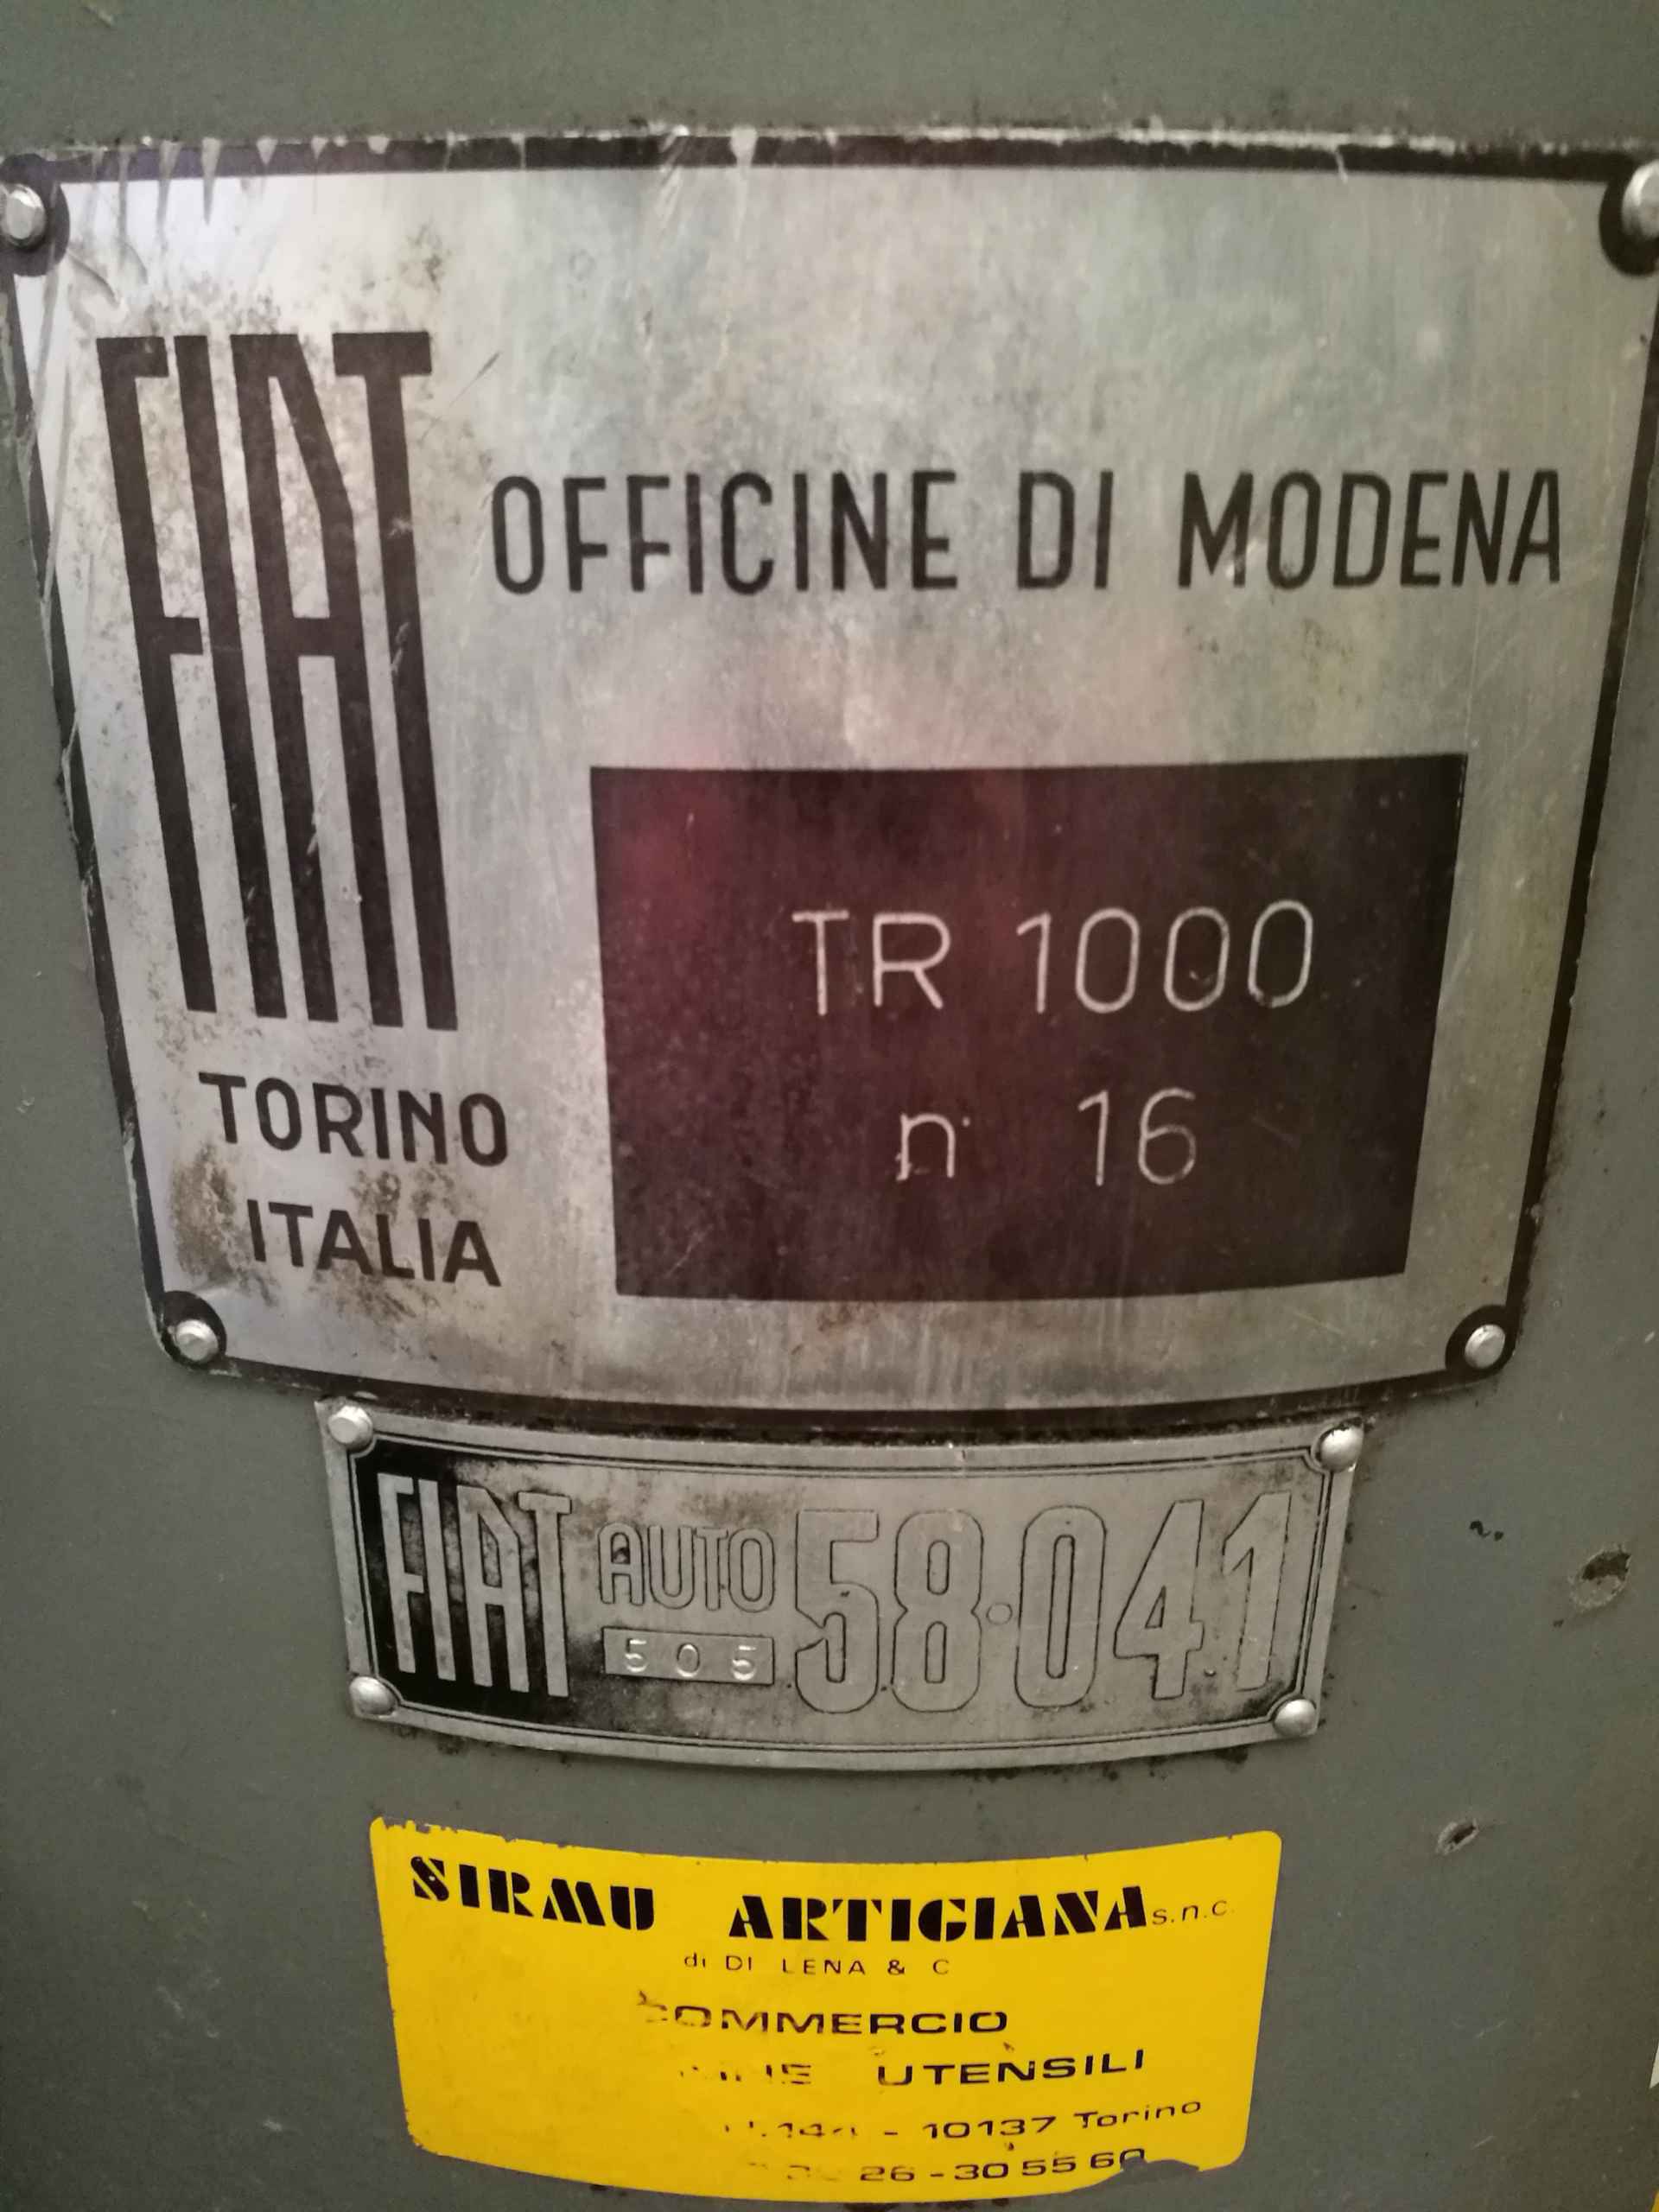 FIAT
OFFICINE DI MODENA
TR 1000
n. 16
TORINO
ITALIA
FIAT AUTO 58·041
505
SIRMU ARTIGIANA s.n.c.
di DI LENA & C
COMMERCIO
UTENSILI
- 10137 Torino
26-30 55 60